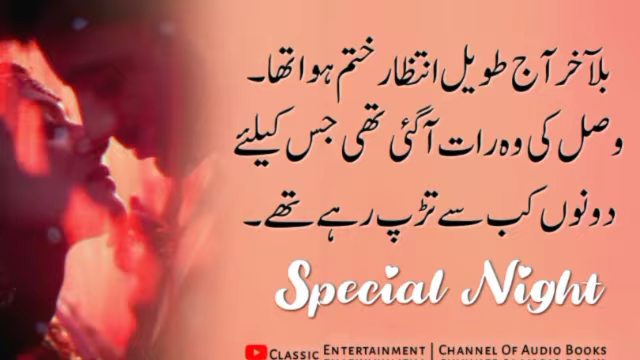 بلآخر آج طویل انتظار ختم ہوا تھا۔
وصل کی وہ رات آگئی تھی جس کیلئے
دونوں کب سے تڑپ رہے تھے۔
Special Night
Classic Entertainment | Channel Of Audio Books